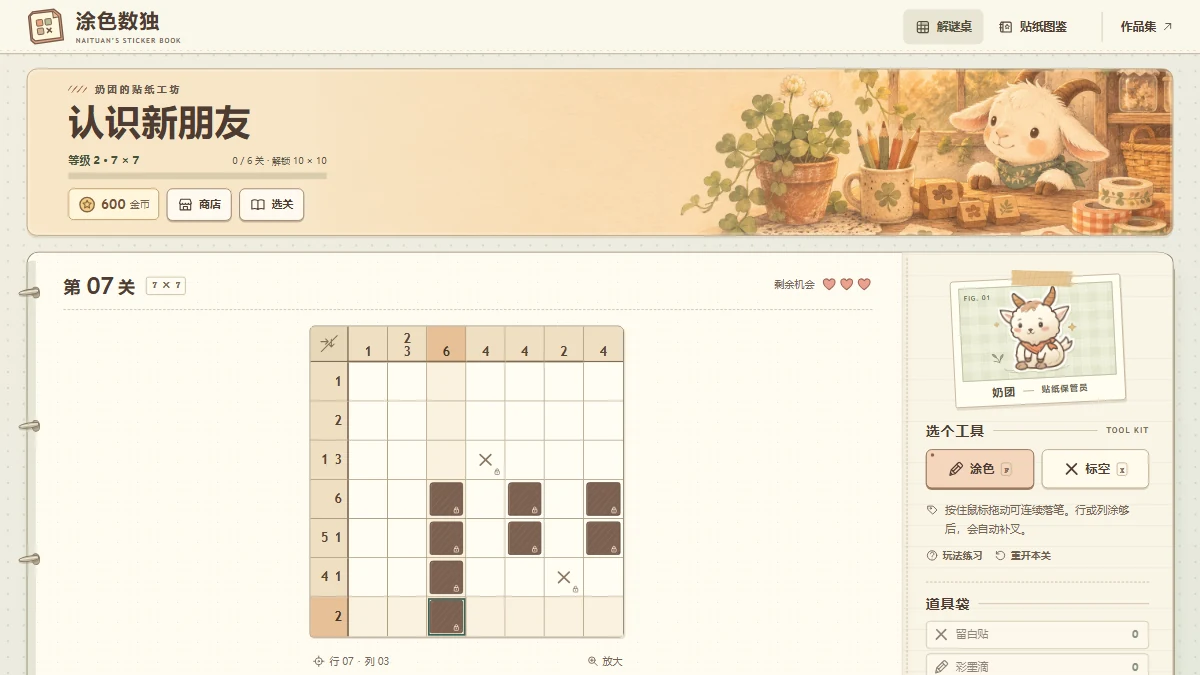 涂色数独
NAITUAN'S STICKER BOOK
解谜桌
贴纸图鉴
作品集
奶团的贴纸工坊
认识新朋友
等级 2 · 7 × 7
0 / 6 关 · 解锁 10 × 10
600 金币
商店
选关
第 07 关
7 × 7
剩余机会
1
2
3
6
4
4
2
4
1
2
1 3
6
5 1
4 1
2
行 07 · 列 03
放大
FIG. 01
奶团 — 贴纸保管员
选个工具
TOOL KIT
涂色 F
标空 X
按住鼠标拖动可连续落笔。行或列涂够
后，会自动补叉。
玩法练习
重开本关
道具袋
留白贴 0
彩墨滴 0